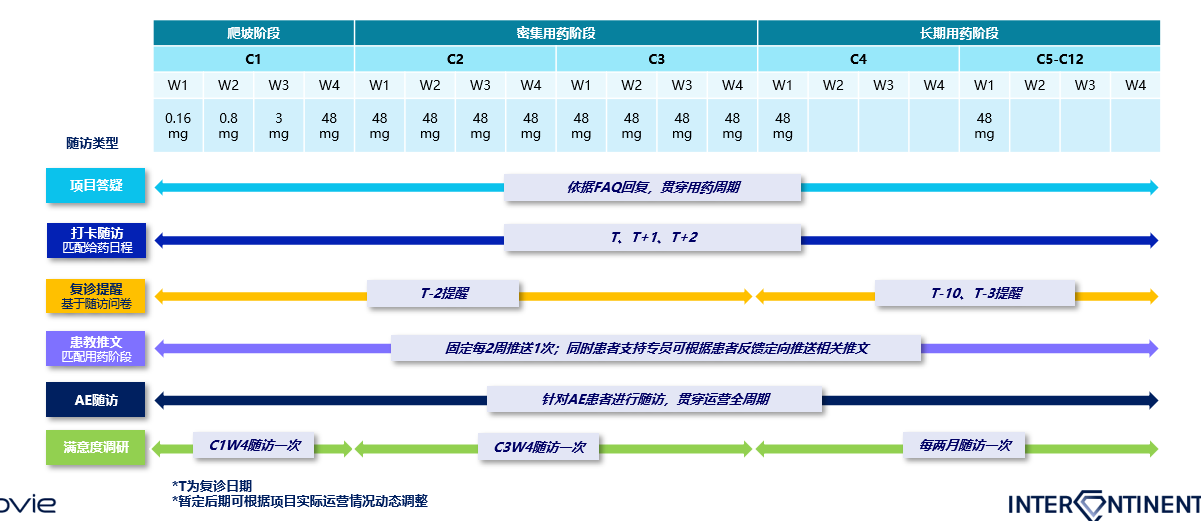 爬坡阶段 密集用药阶段 长期用药阶段
C1 C2 C3 C4 C5-C12
W1 W2 W3 W4 W1 W2 W3 W4 W1 W2 W3 W4 W1 W2 W3 W4 W1 W2 W3 W4
0.16 mg 0.8 mg 3 mg 48 mg 48 mg 48 mg 48 mg 48 mg 48 mg 48 mg 48 mg 48 mg 48 mg 48 mg
随访类型
项目答疑 依据FAQ回复，贯穿用药周期
打卡随访
匹配给药日程
T、T+1、T+2
复诊提醒
基于随访问卷
T-2提醒 T-10、T-3提醒
患教推文
匹配用药阶段
固定每2周推送1次；同时患者支持专员可根据患者反馈定向推送相关推文
AE随访 针对AE患者进行随访，贯穿运营全周期
满意度调研 C1W4随访一次 C3W4随访一次 每两月随访一次
*T为复诊日期
*暂定后期可根据项目实际运营情况动态调整
ovie INTERCONTINENT